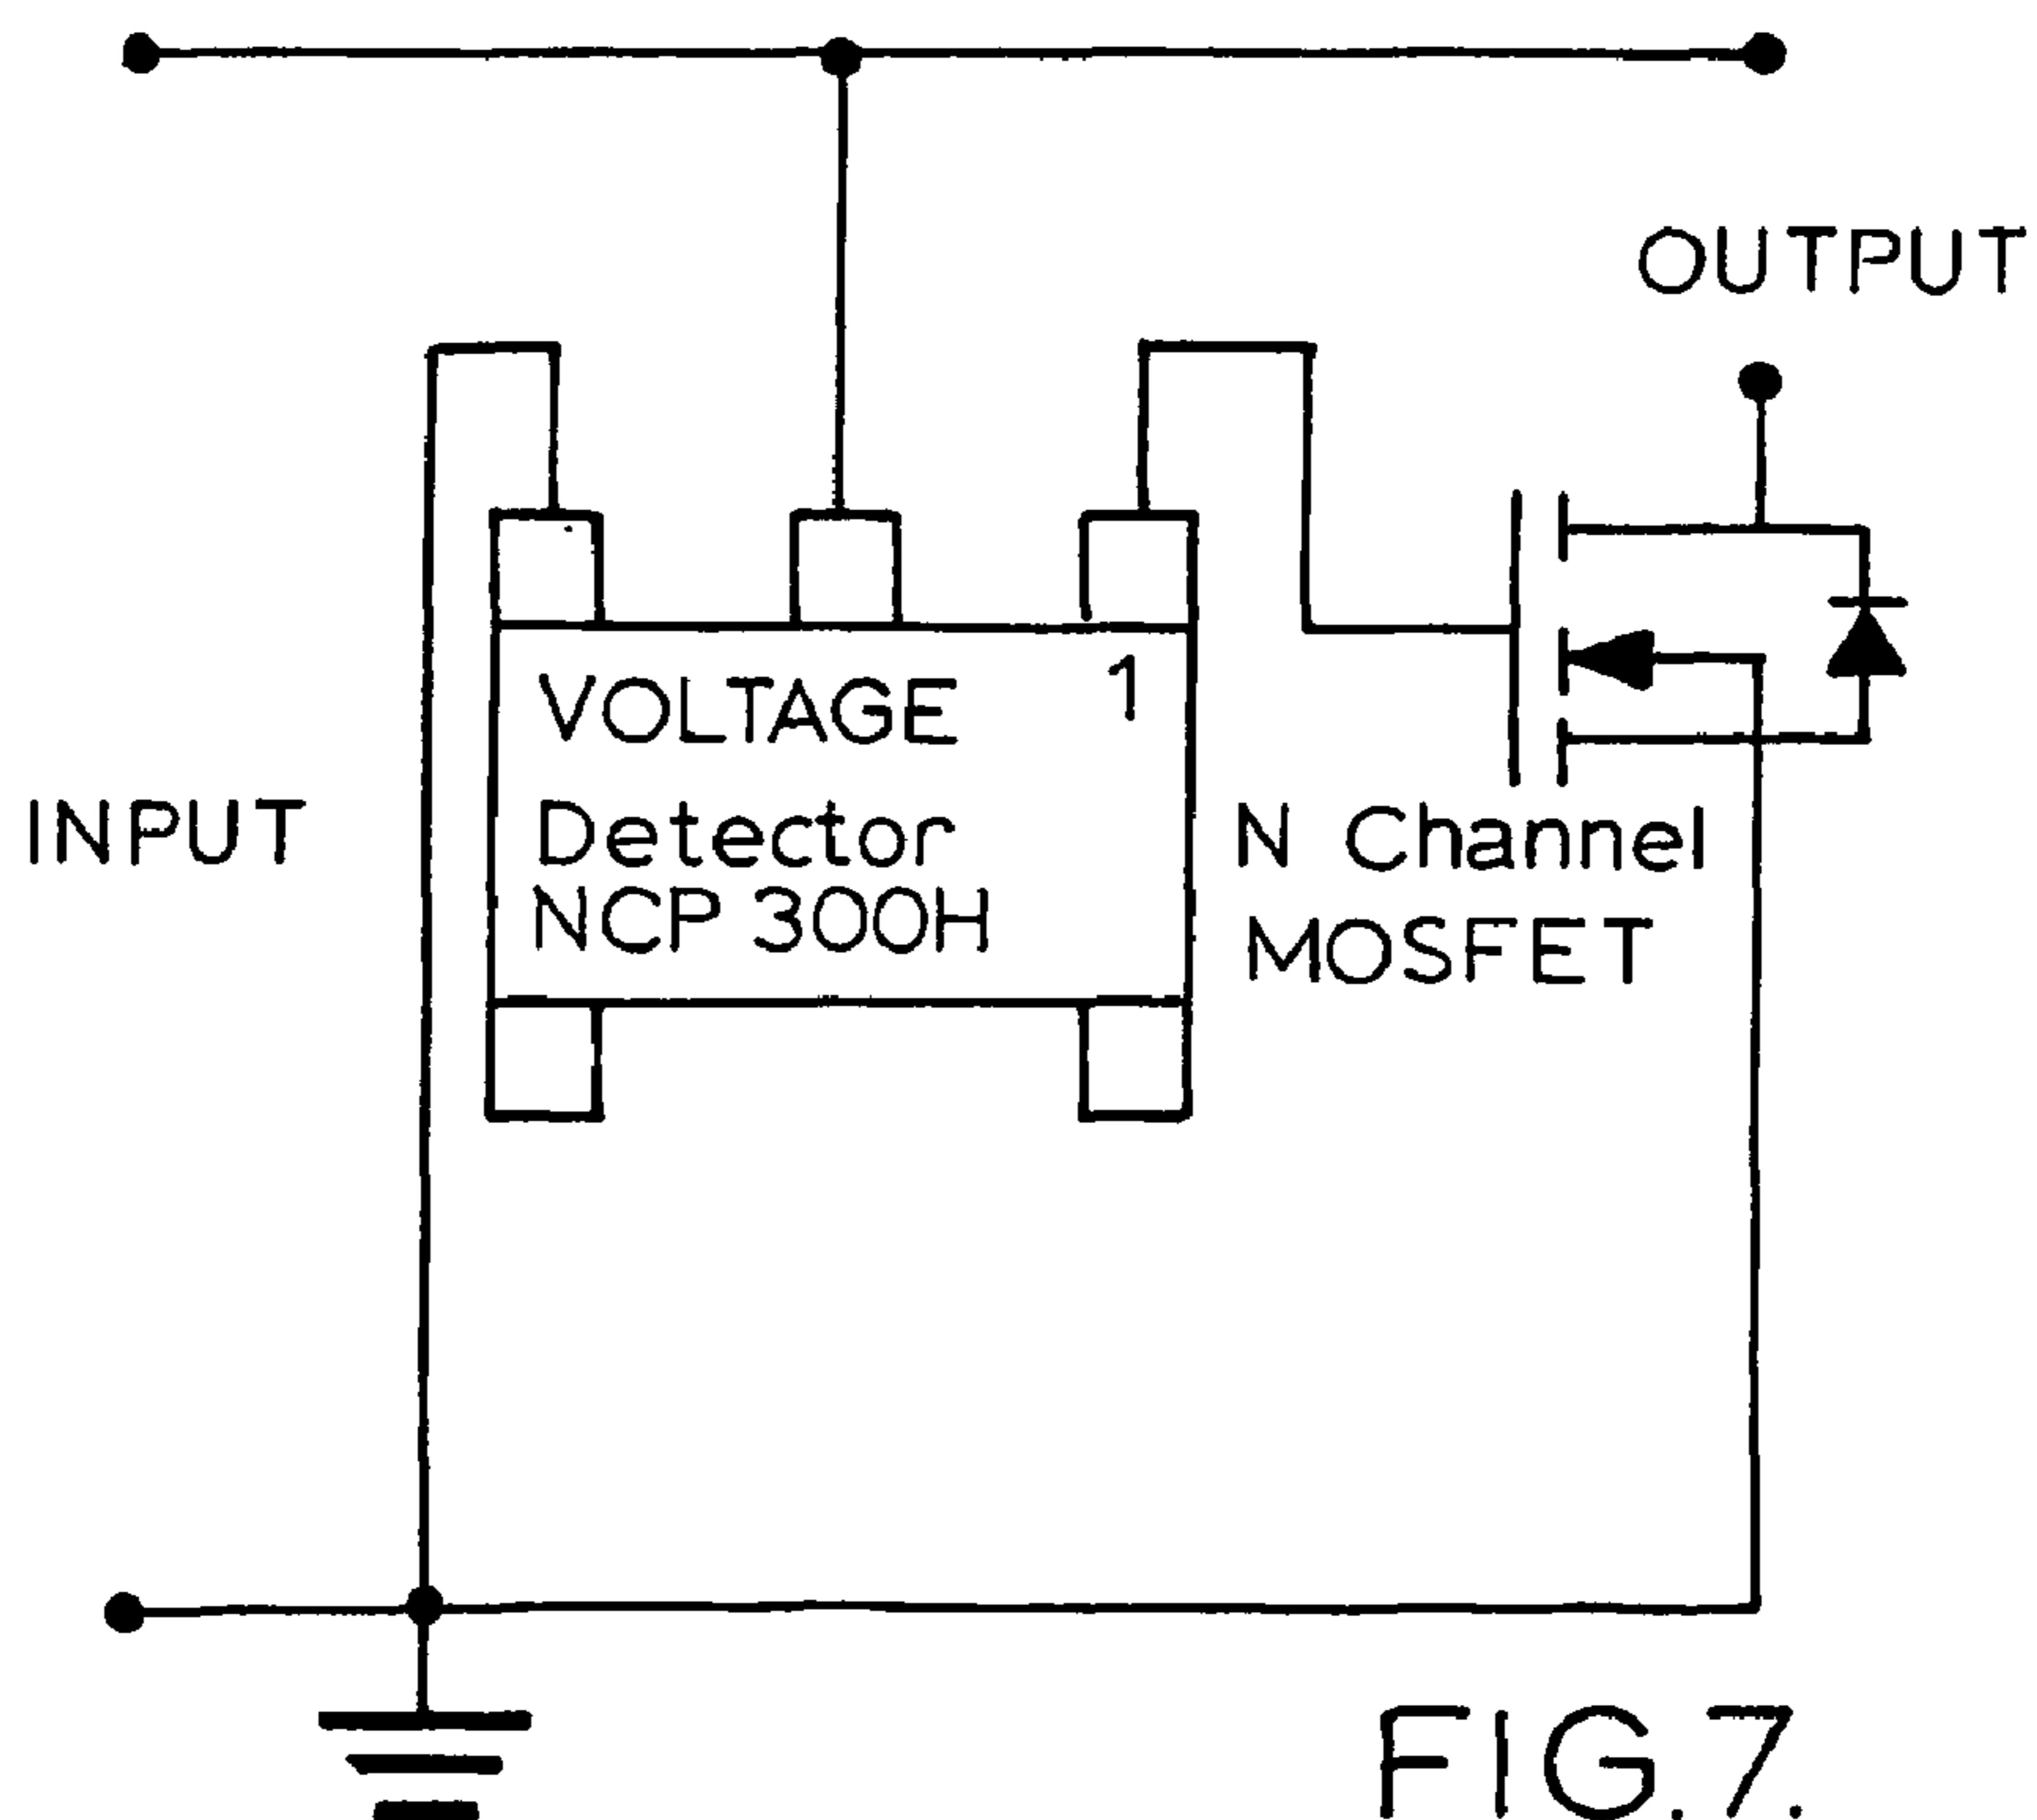 OUTPUT
1
VOLTAGE
Detector
NCP 300H
INPUT
N Channel
MOSFET
FIG.7.